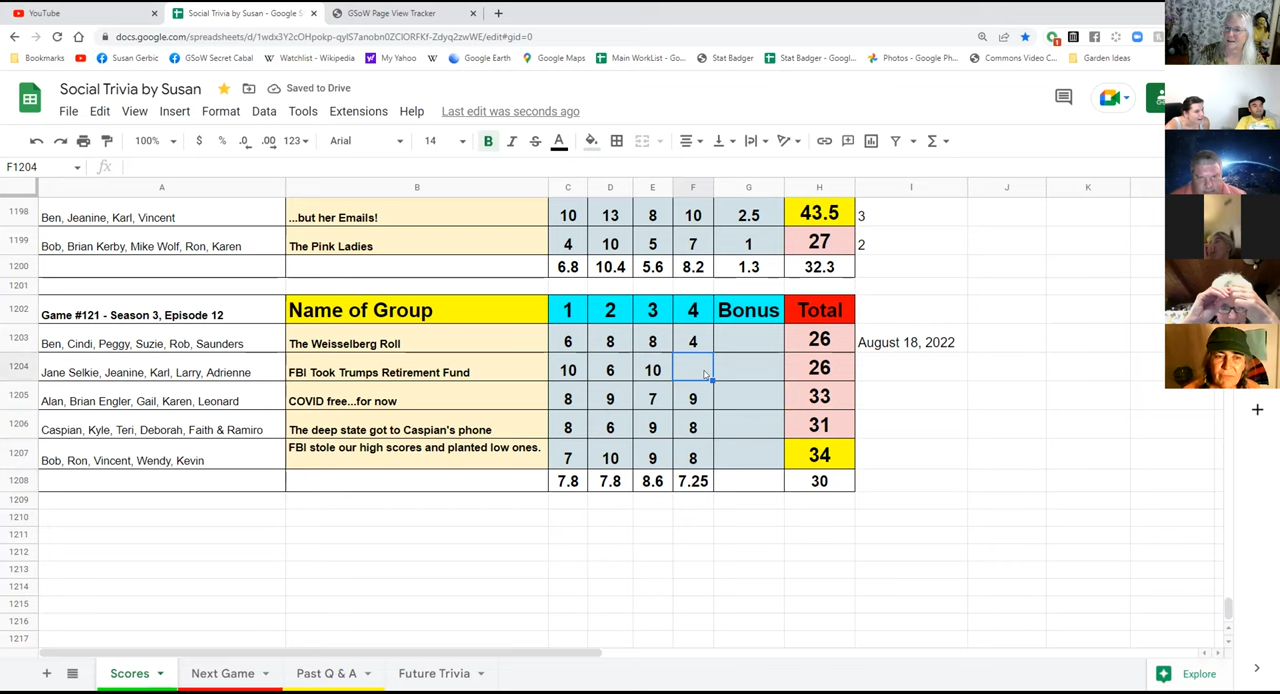 YouTube × Social Trivia by Susan - Google S × GSoW Page View Tracker × +
docs.google.com/spreadsheets/d/1wdx3Y2cOHpokp-qylS7anobn0ZCIORFKf-Zdyq2zwWE/edit#gid=0
Bookmarks Susan Gerbic GSoW Secret Cabal Watchlist - Wikipedia My Yahoo Google Earth Google Maps Main WorkList - Go... Stat Badger Stat Badger - Googl... Photos - Google Ph... Commons Video C... Garden Ideas
Social Trivia by Susan Saved to Drive
File Edit View Insert Format Data Tools Extensions Help Last edit was seconds ago
100% $ % .0 .00 123 Arial 14 B I S A
F1204 fx
A B C D E F G H I J K
1198 Ben, Jeanine, Karl, Vincent ...but her Emails! 10 13 8 10 2.5 43.5 3
1199 Bob, Brian Kerby, Mike Wolf, Ron, Karen The Pink Ladies 4 10 5 7 1 27 2
1200 6.8 10.4 5.6 8.2 1.3 32.3
1201
1202 Game #121 - Season 3, Episode 12 Name of Group 1 2 3 4 Bonus Total
1203 Ben, Cindi, Peggy, Suzie, Rob, Saunders The Weisselberg Roll 6 8 8 4 26 August 18, 2022
1204 Jane Selkie, Jenine, Karl, Larry, Adrienne FBI Took Trumps Retirement Fund 10 6 10 26
1205 Alan, Brian Engler, Gail, Karen, Leonard COVID free...for now 8 9 7 9 33
1206 Caspian, Kyle, Teri, Deborah, Faith & Ramiro The deep state got to Caspian's phone 8 6 9 8 31
1207 Bob, Ron, Vincent, Wendy, Kevin FBI stole our high scores and planted low ones. 7 10 9 8 34
1208 7.8 7.8 8.6 7.25 30
1209
1210
1211
1212
1213
1214
1215
1216
1217
+ Scores Next Game Past Q & A Future Trivia Explore